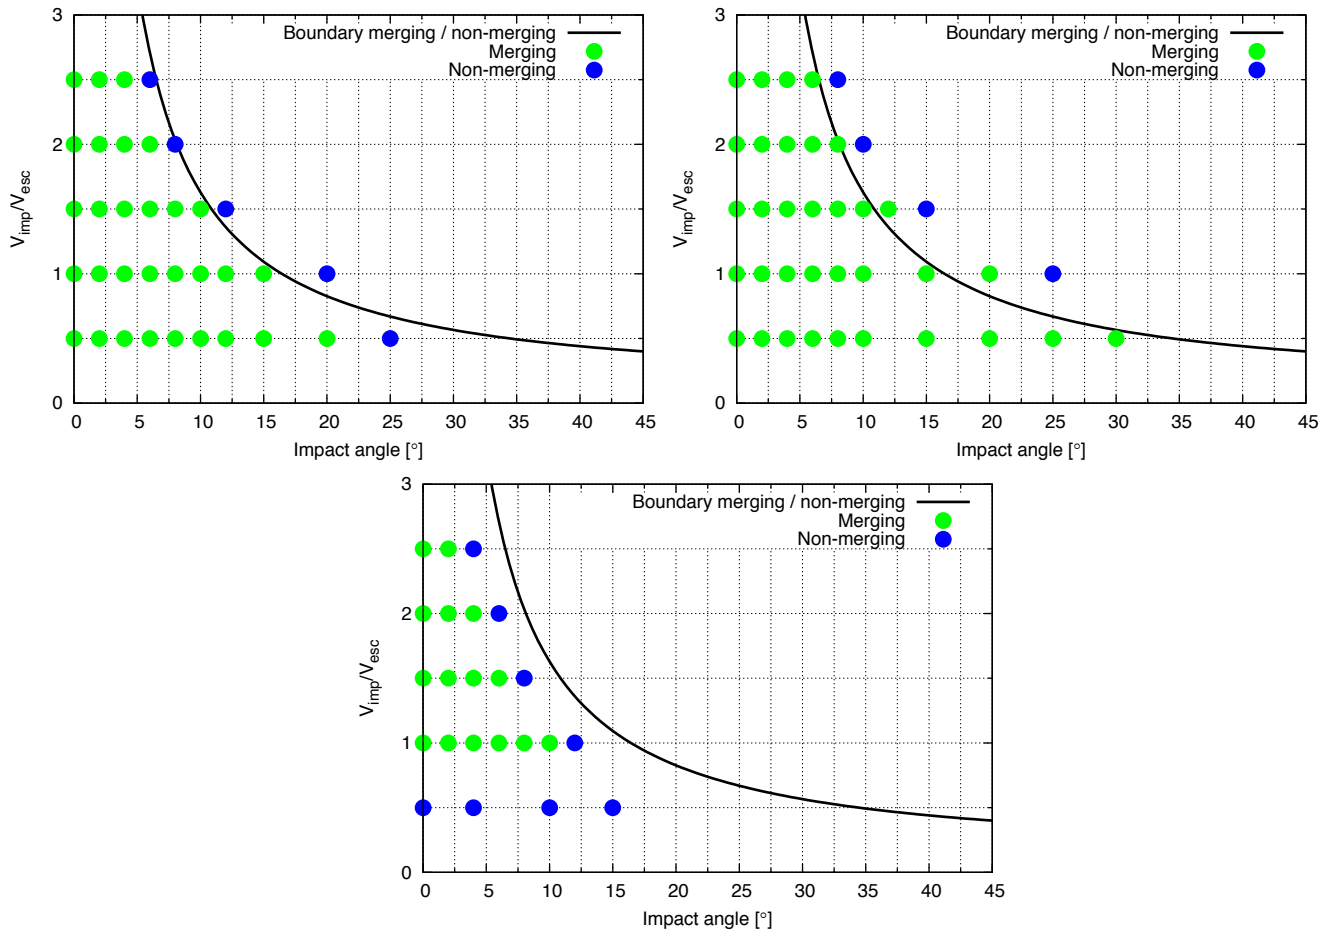 3
2
1
0
V_imp/V_esc
Boundary merging / non-merging
Merging
Non-merging
0 5 10 15 20 25 30 35 40 45
Impact angle [°]
3
2
1
0
V_imp/V_esc
Boundary merging / non-merging
Merging
Non-merging
0 5 10 15 20 25 30 35 40 45
Impact angle [°]
3
2
1
0
V_imp/V_esc
Boundary merging / non-merging
Merging
Non-merging
0 5 10 15 20 25 30 35 40 45
Impact angle [°]